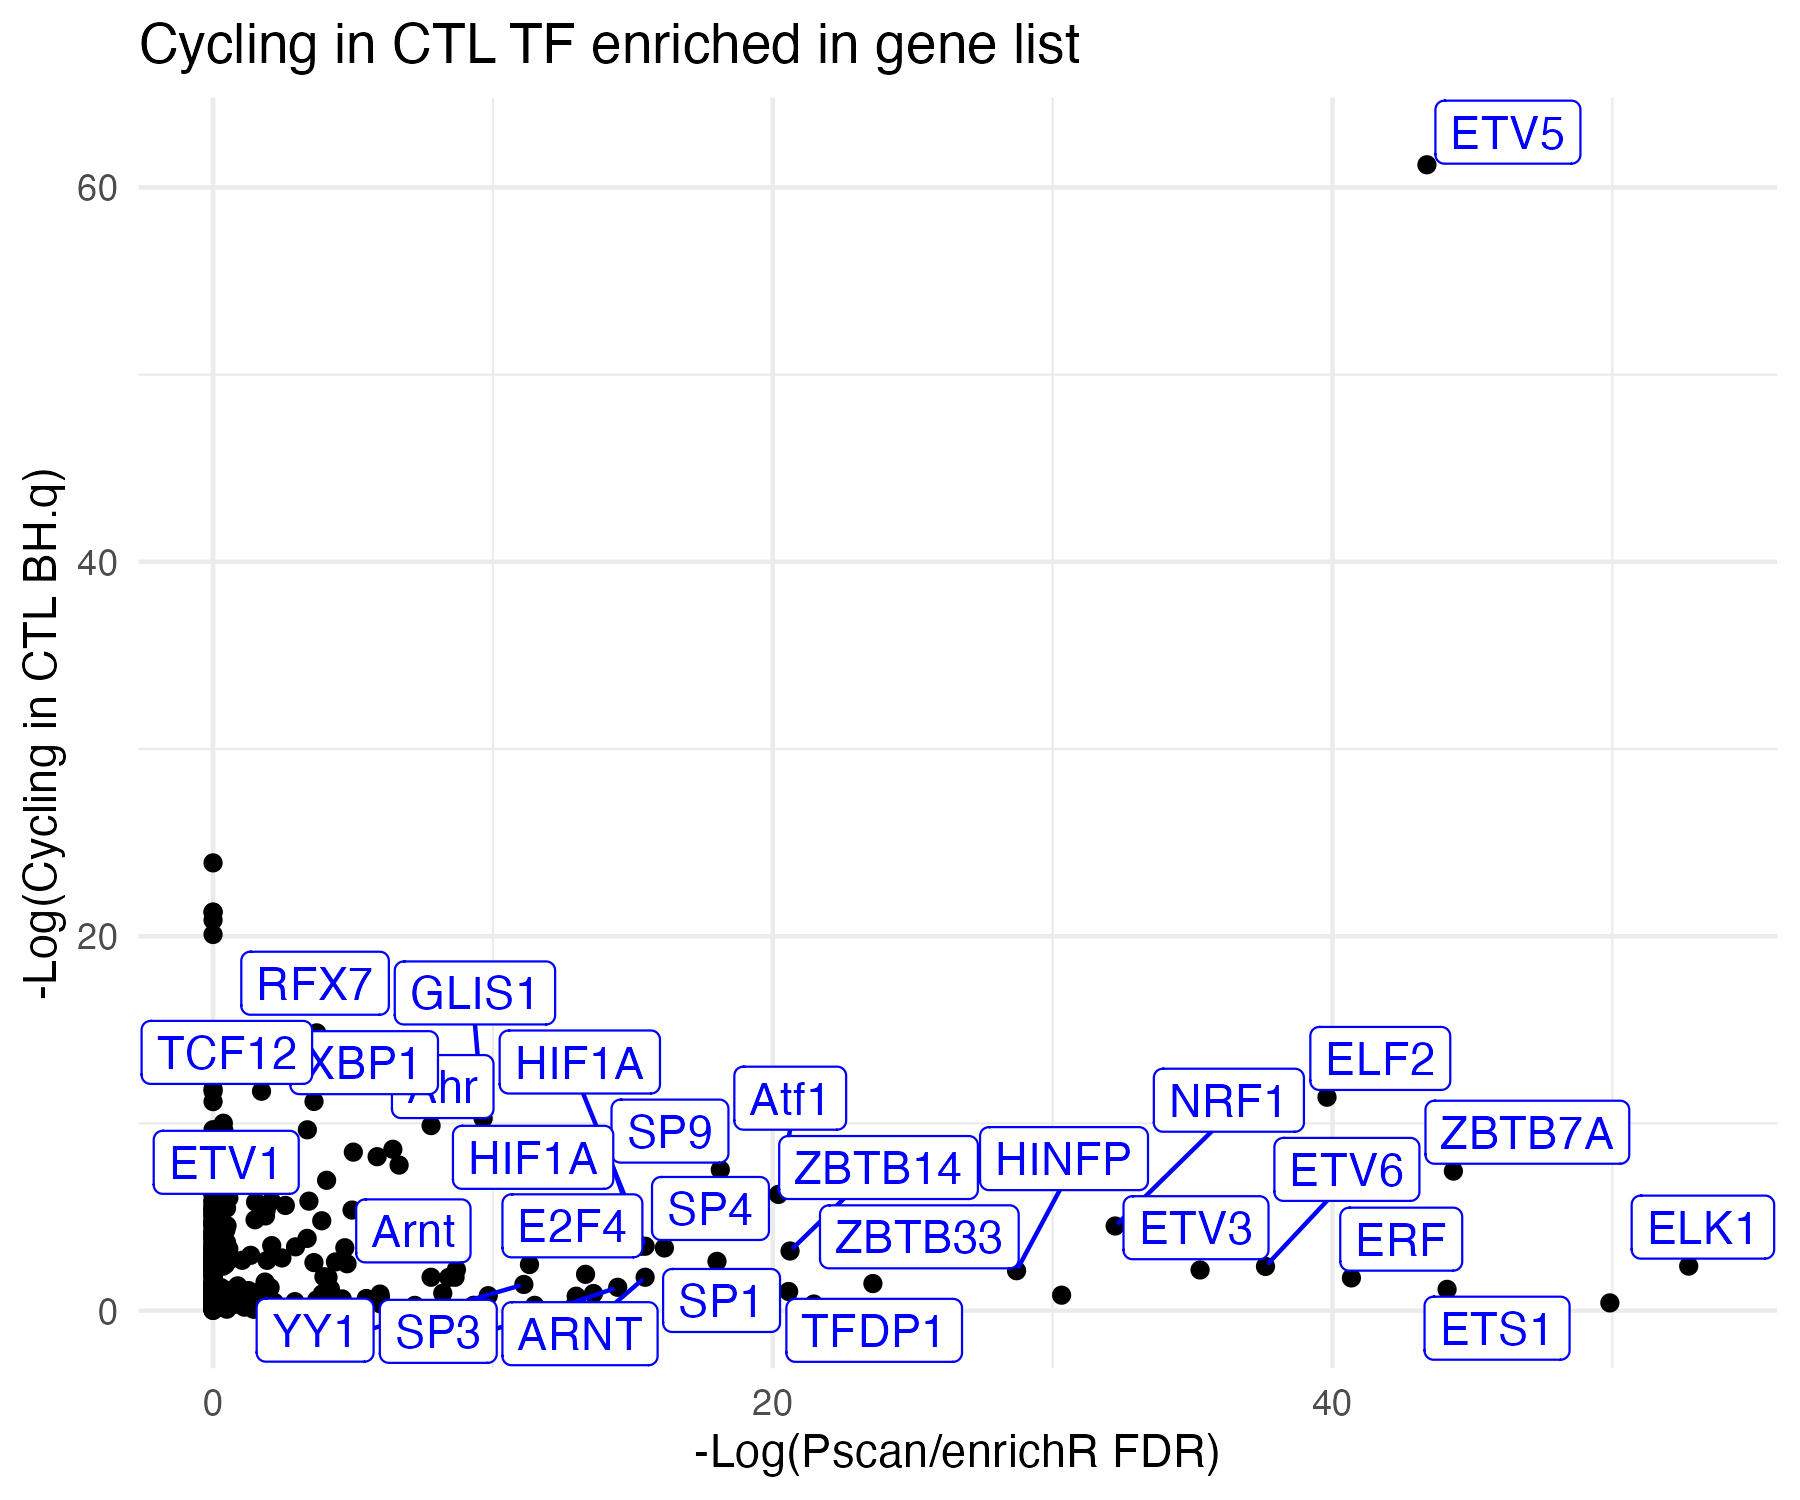 Cycling in CTL TF enriched in gene list
-Log(Cycling in CTL BH.q)
60
40
20
0
ETV5
RFX7
GLIS1
TCF12
XBP1
Ahr
HIF1A
ELF2
Atf1
NRF1
SP9
ZBTB7A
ETV1
HIF1A
ZBTB14
HINFP
ETV6
SP4
Arnt
E2F4
ZBTB33
ETV3
ERF
ELK1
SP1
YY1
SP3
ARNT
TFDP1
ETS1
0
20
40
-Log(Pscan/enrichR FDR)